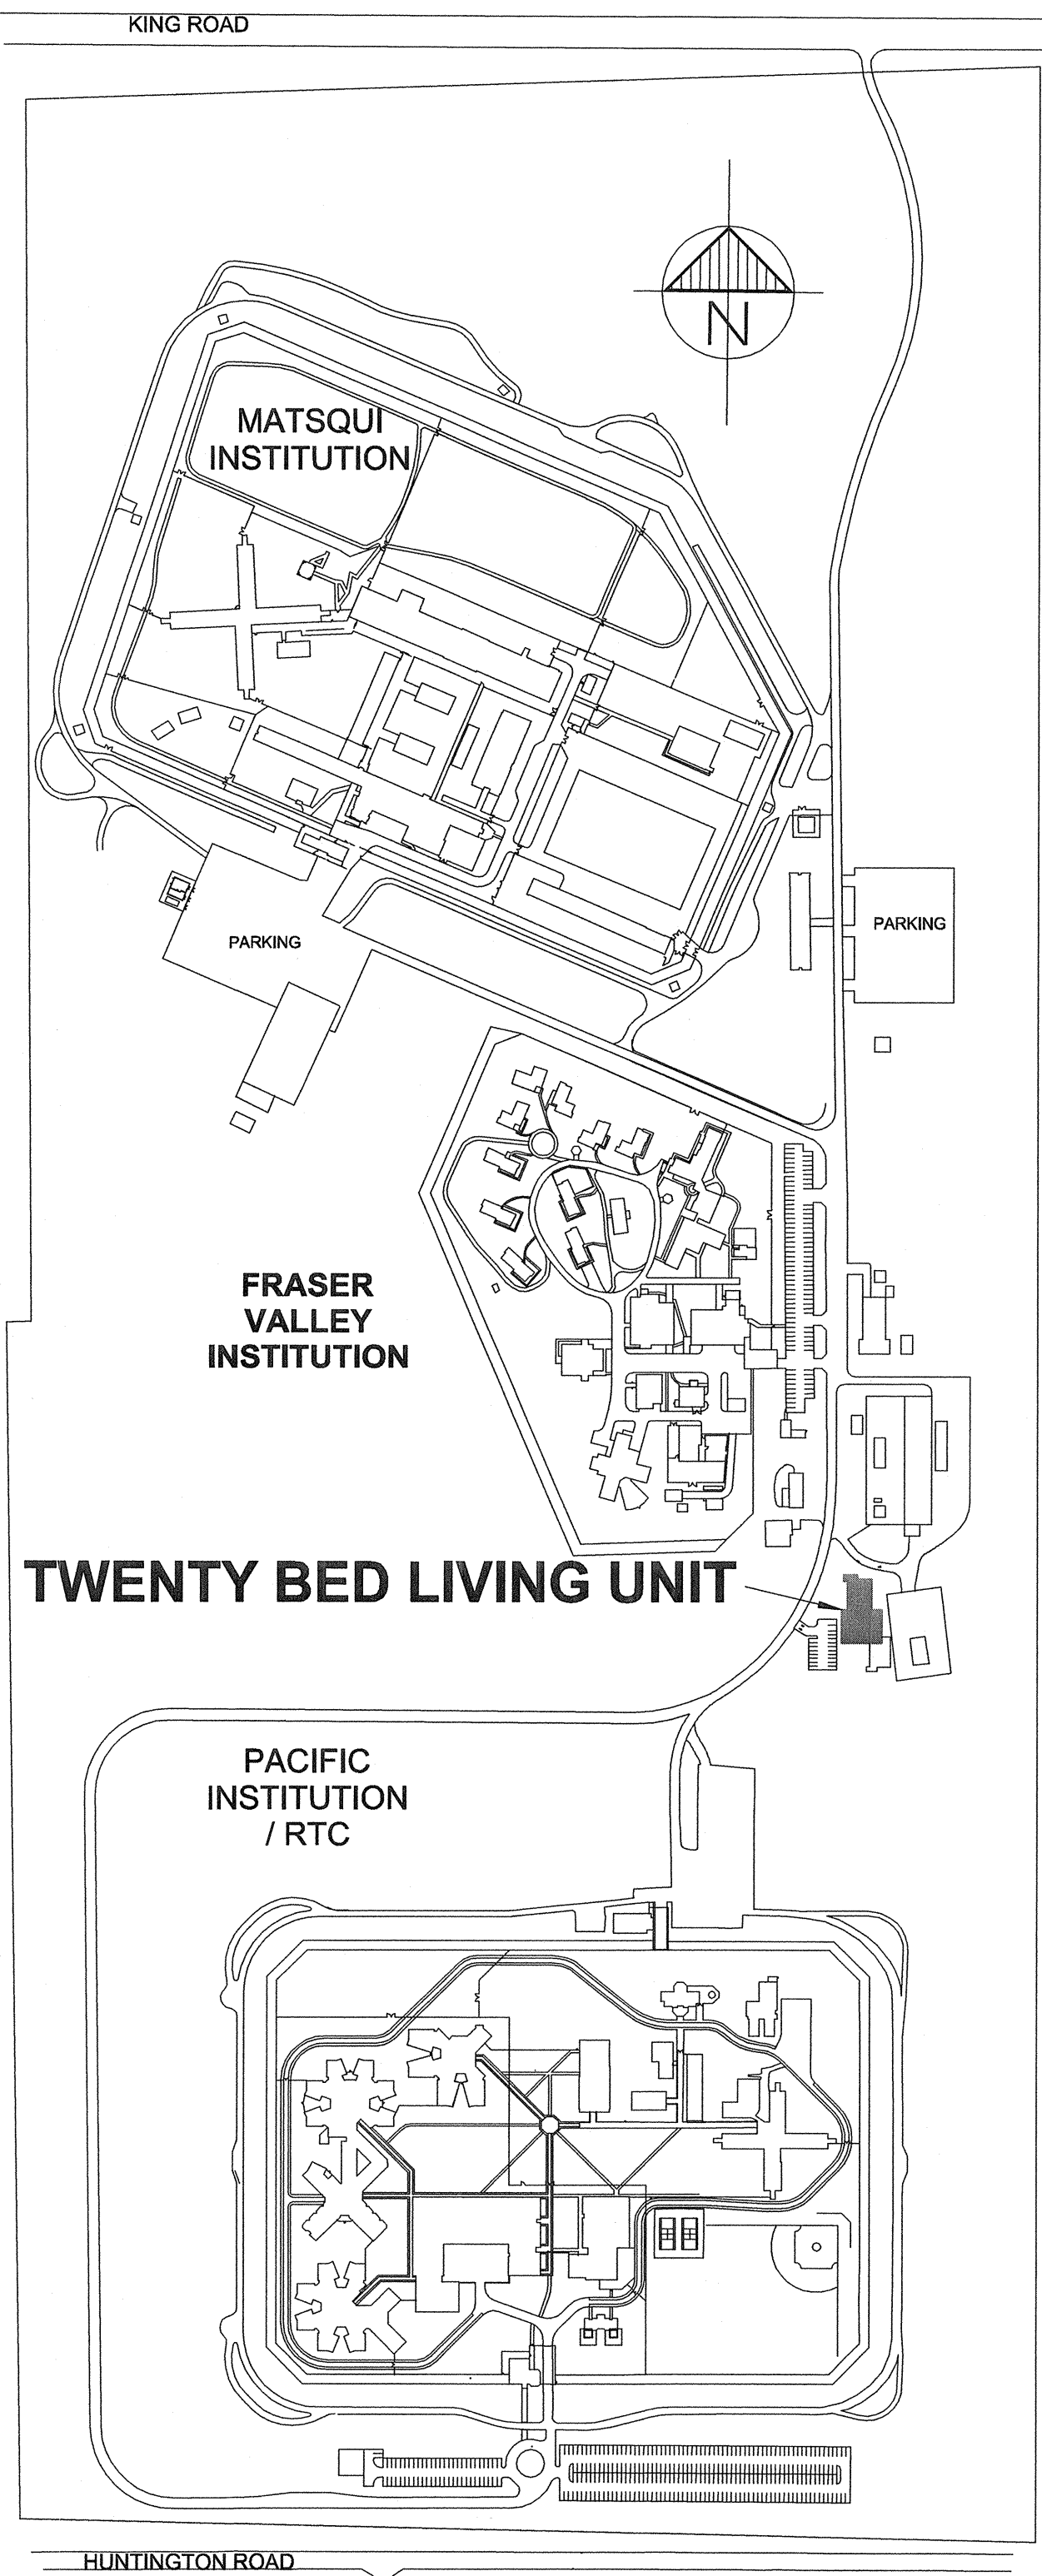 KING ROAD
N
MATSQUI
INSTITUTION
PARKING
PARKING
FRASER
VALLEY
INSTITUTION
TWENTY BED LIVING UNIT
PACIFIC
INSTITUTION
/ RTC
HUNTINGTON ROAD